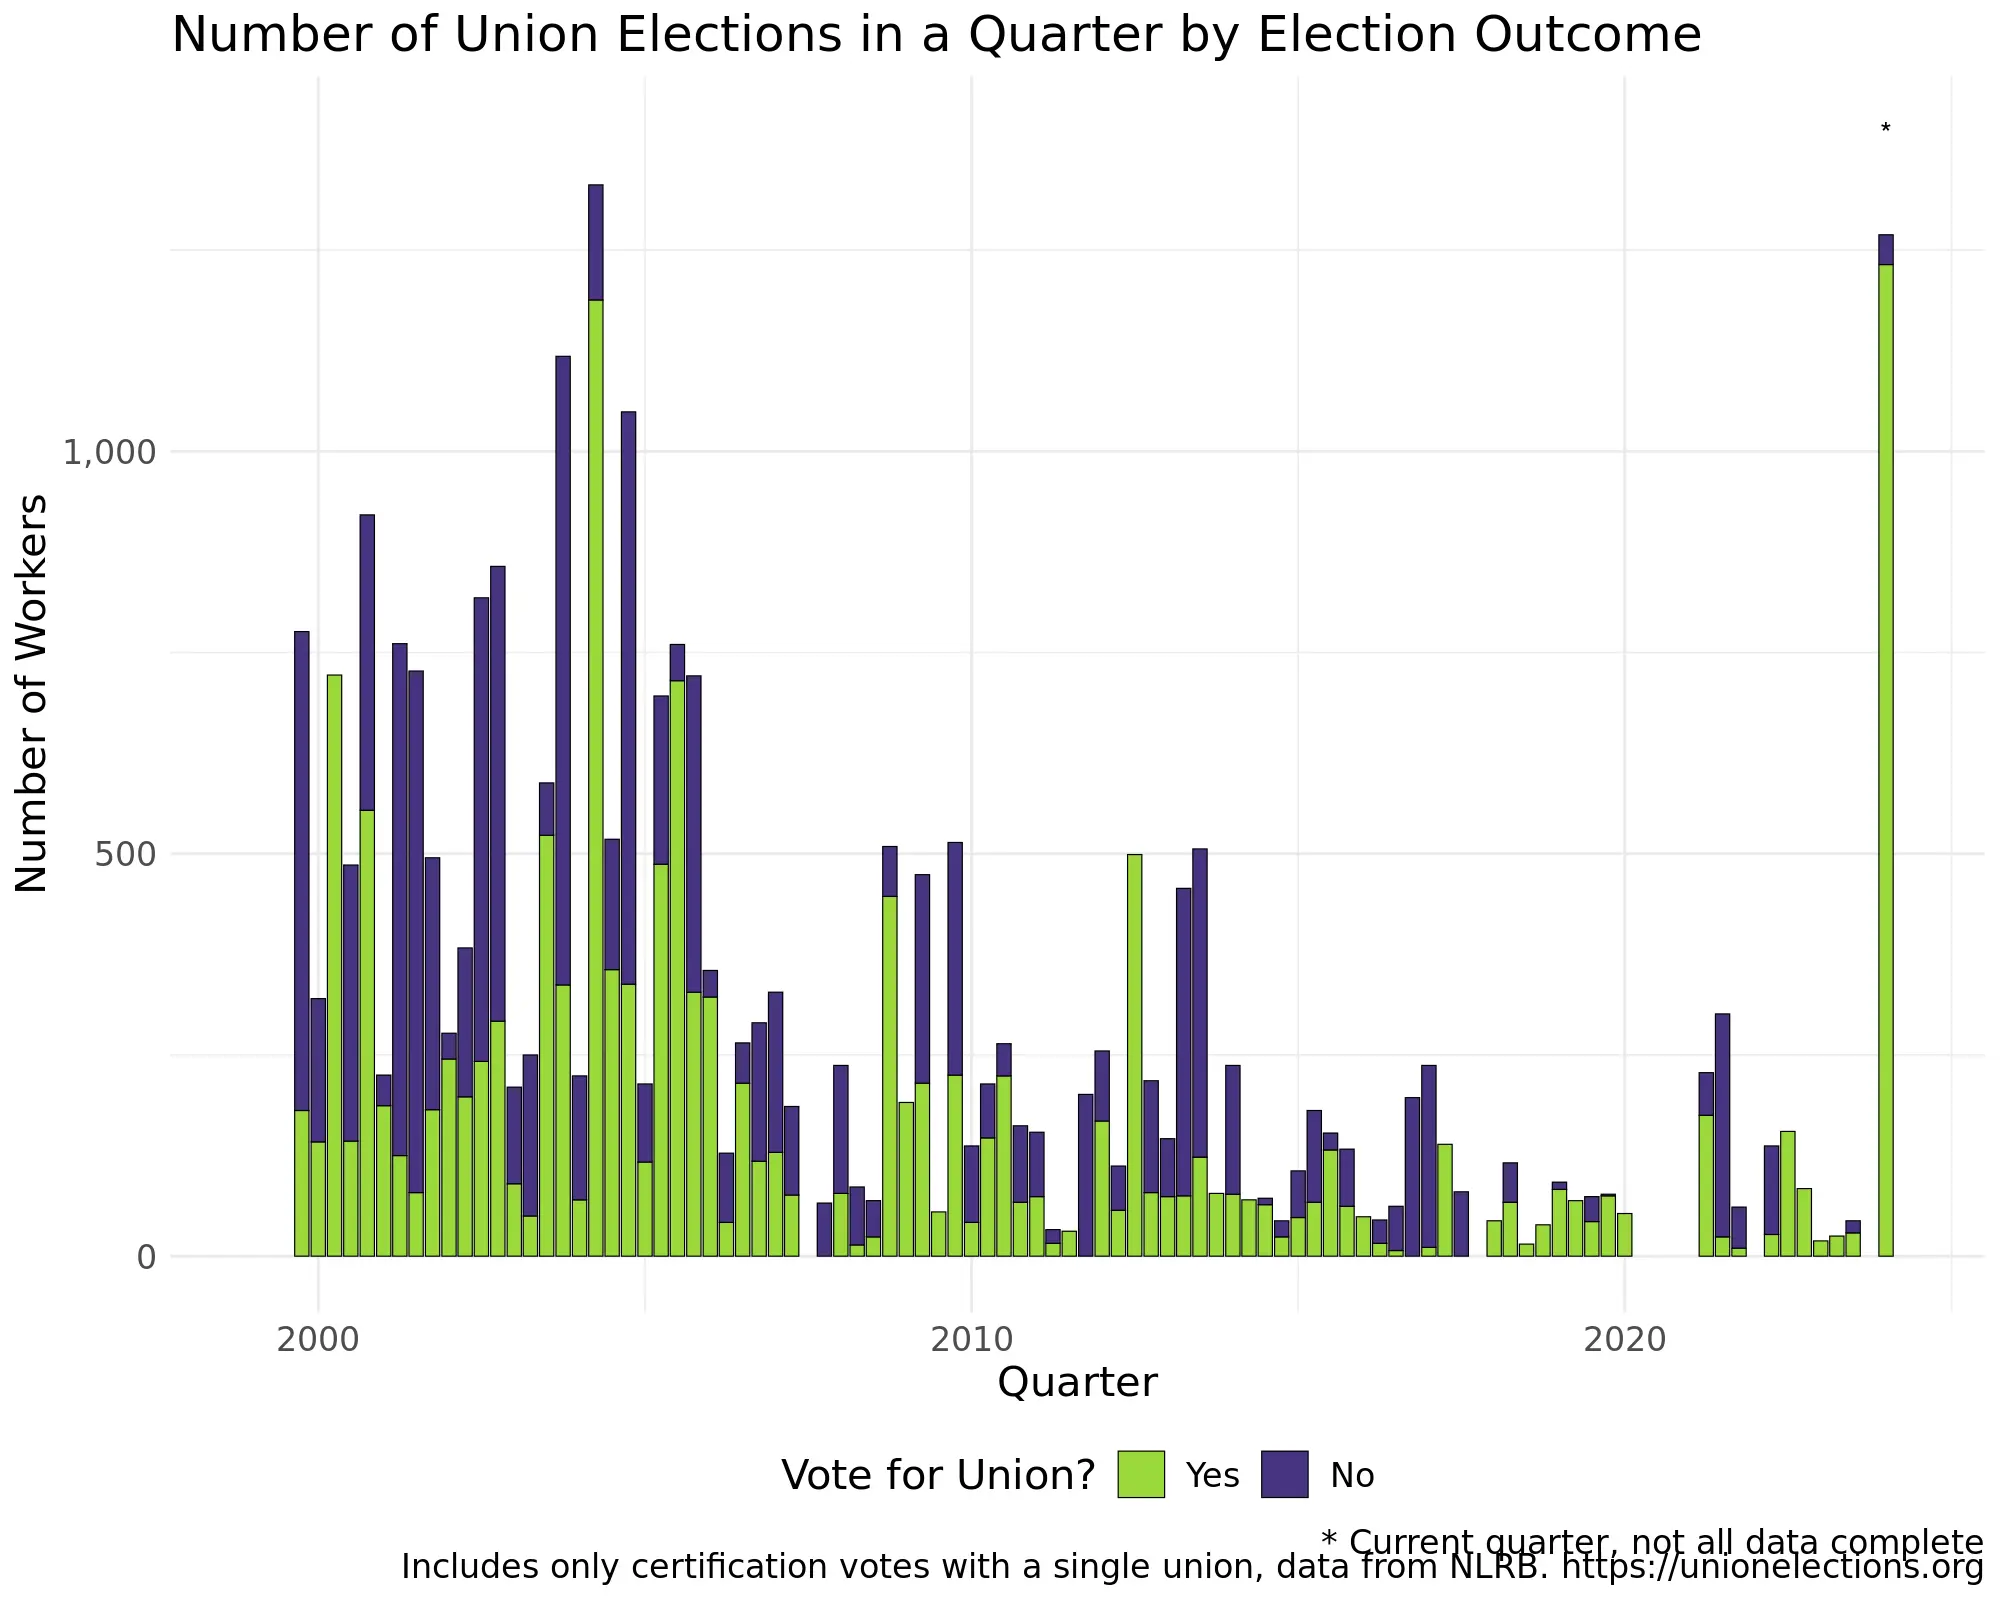 Number of Union Elections in a Quarter by Election Outcome
*
1,000
500
0
Number of Workers
2000 2010 2020
Quarter
Vote for Union? Yes No
* Current quarter, not all data complete
Includes only certification votes with a single union, data from NLRB. https://unionelections.org